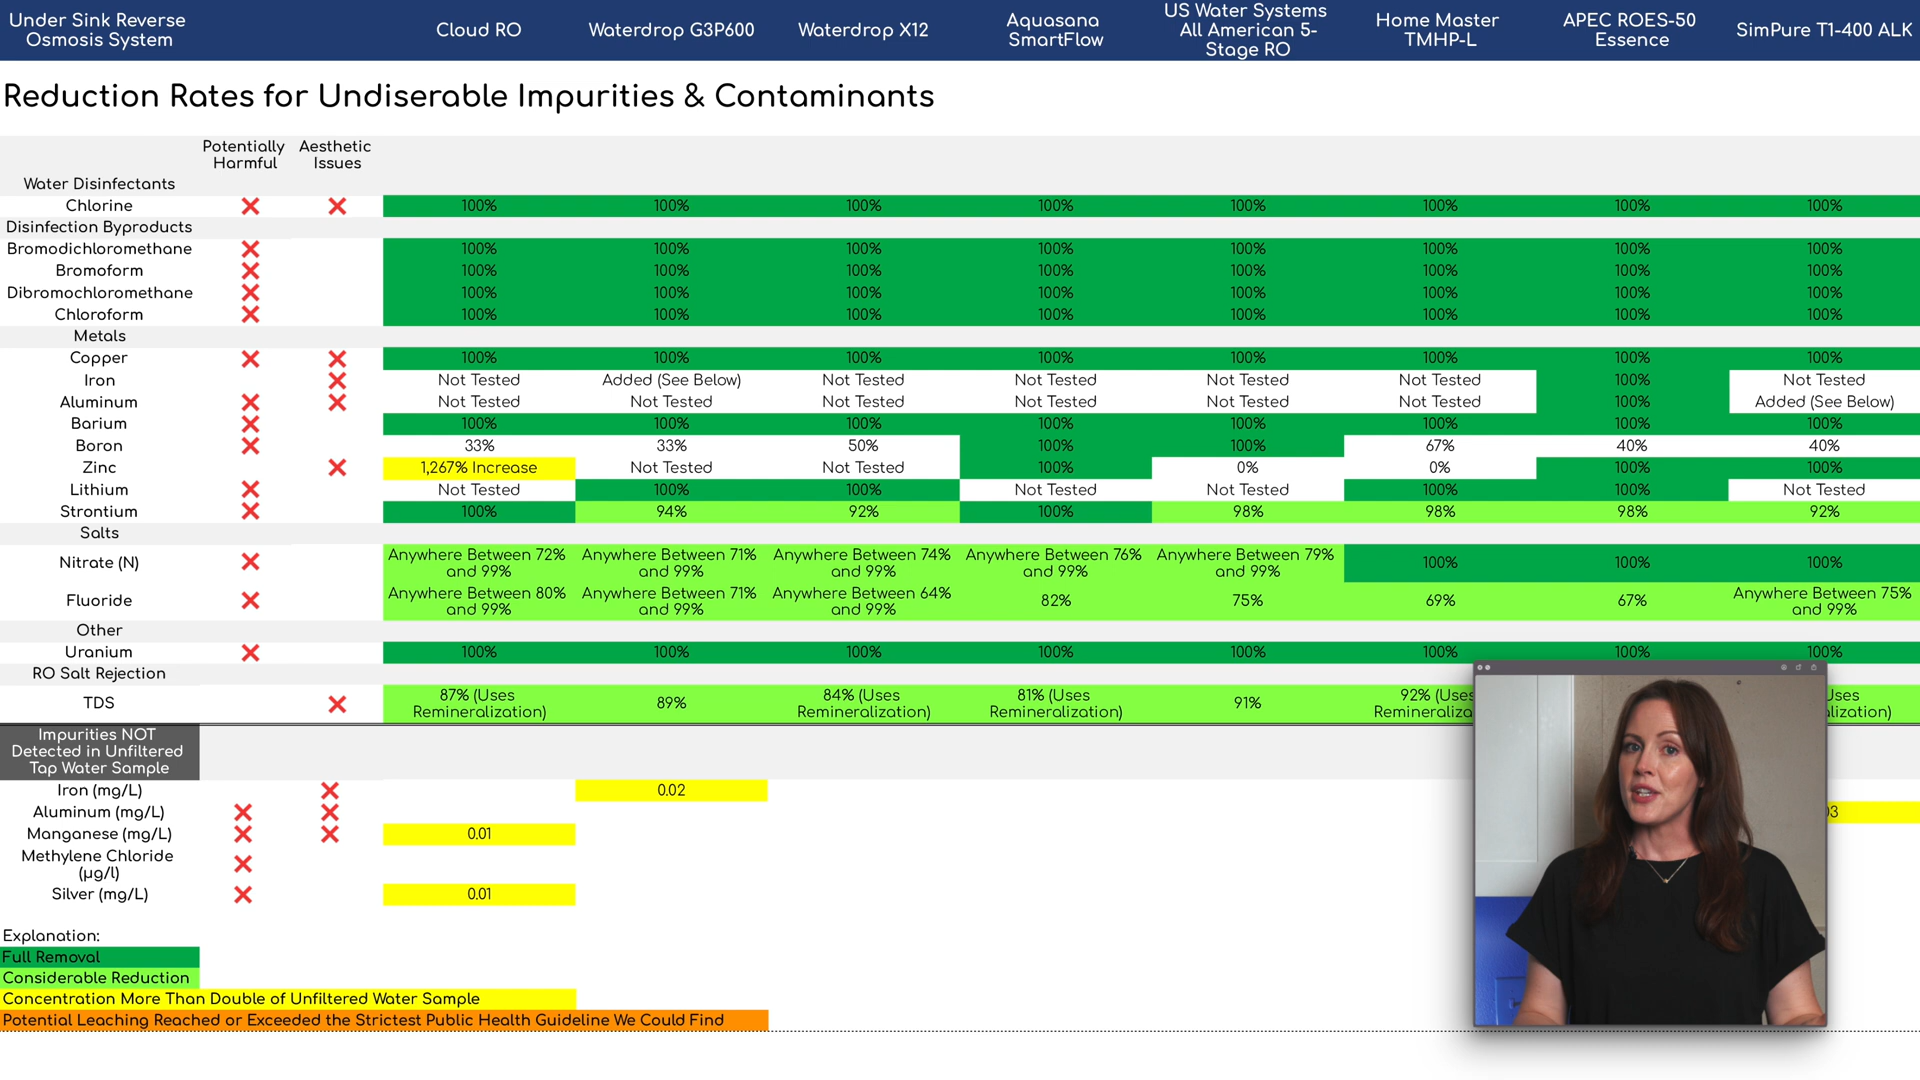 Under Sink Reverse Osmosis System Cloud RO Waterdrop G3P600 Waterdrop X12 Aquasana SmartFlow US Water Systems All American 5-Stage RO Home Master TMHP-L APEC ROES-50 Essence SimPure T1-400 ALK
Reduction Rates for Undiserable Impurities & Contaminants
Potentially Harmful Aesthetic Issues
Water Disinfectants
Chlorine 100% 100% 100% 100% 100% 100% 100% 100%
Disinfection Byproducts
Bromodichloromethane 100% 100% 100% 100% 100% 100% 100% 100%
Bromoform 100% 100% 100% 100% 100% 100% 100% 100%
Dibromochloromethane 100% 100% 100% 100% 100% 100% 100% 100%
Chloroform 100% 100% 100% 100% 100% 100% 100% 100%
Metals
Copper 100% 100% 100% 100% 100% 100% 100% 100%
Iron Not Tested Added (See Below) Not Tested Not Tested Not Tested Not Tested 100% Not Tested
Aluminum Not Tested Not Tested Not Tested Not Tested Not Tested Not Tested 100% Added (See Below)
Barium 100% 100% 100% 100% 100% 100% 100% 100%
Boron 33% 33% 50% 100% 100% 67% 40% 40%
Zinc 1,267% Increase Not Tested Not Tested 100% 0% 0% 100% 100%
Lithium Not Tested 100% 100% Not Tested Not Tested 100% 100% Not Tested
Strontium 100% 94% 92% 100% 98% 98% 98% 92%
Salts
Nitrate (N) Anywhere Between 72% and 99% Anywhere Between 71% and 99% Anywhere Between 74% and 99% Anywhere Between 76% and 99% Anywhere Between 79% and 99% 100% 100% 100%
Fluoride Anywhere Between 80% and 99% Anywhere Between 71% and 99% Anywhere Between 64% and 99% 82% 75% 69% 67% Anywhere Between 75% and 99%
Other
Uranium 100% 100% 100% 100% 100% 100% 100% 100%
RO Salt Rejection
TDS 87% (Uses Remineralization) 89% 84% (Uses Remineralization) 81% (Uses Remineralization) 91% 92% (Uses
Impurities NOT Detected in Unfiltered Tap Water Sample
Iron (mg/L) 0.02
Aluminum (mg/L)
Manganese (mg/L) 0.01
Methylene Chloride (µg/l)
Silver (mg/L) 0.01
Explanation:
Full Removal
Considerable Reduction
Concentration More Than Double of Unfiltered Water Sample
Potential Leaching Reached or Exceeded the Strictest Public Health Guideline We Could Find